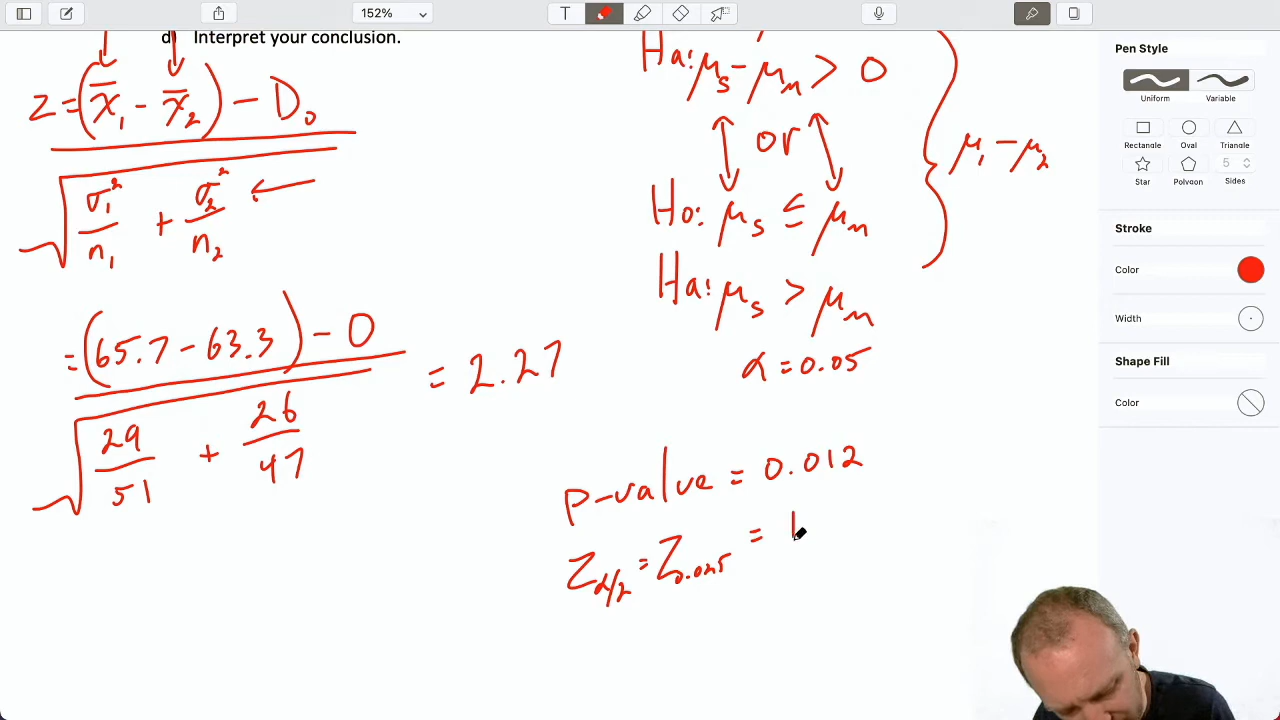 152%
T
d) Interpret your conclusion.
z = (x̄₁ - x̄₂) - D₀
√ σ₁²/n₁ + σ₂²/n₂
= (65.7 - 63.3) - 0
√ 29/51 + 26/47
= 2.27
Ha: μs - μm > 0
or
Ho: μs ≤ μm
Ha: μs > μm
μ₁ - μ₂
α = 0.05
p-value = 0.012
Zα/2 = Z0.025 = 1
Pen Style
Uniform Variable
Rectangle Oval Triangle
5
Star Polygon Sides
Stroke
Color
Width
Shape Fill
Color